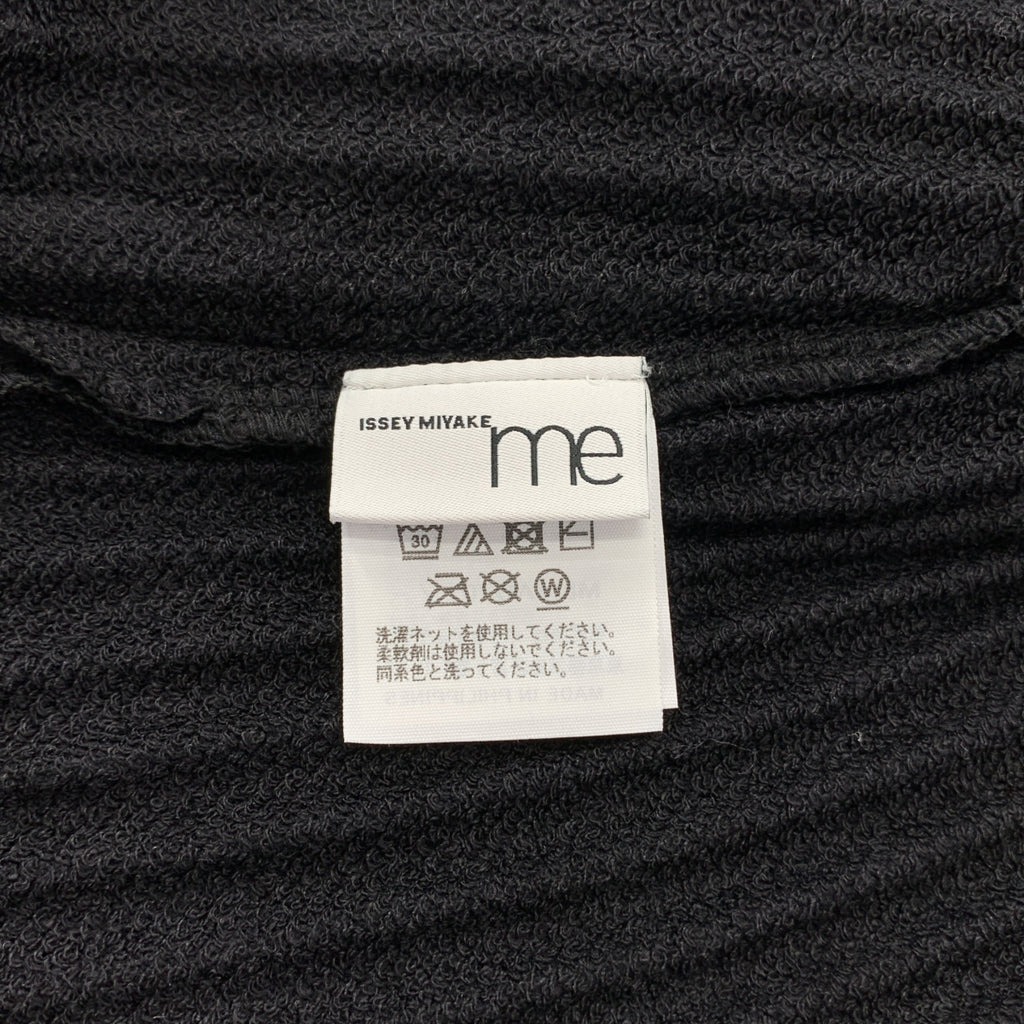 ISSEY MIYAKE
me
30
W
洗濯ネットを使用してください。
柔軟剤は使用しないでください。
同系色と洗ってください。